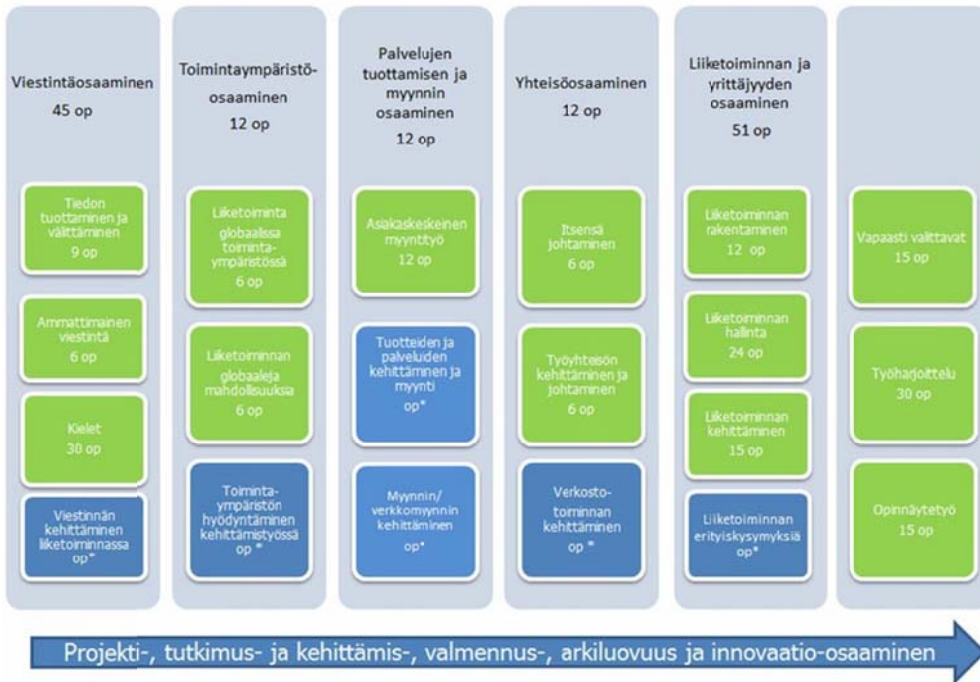 Viestintäosaaminen
45 op
Tiedon
tuottaminen ja
välittäminen
9 op
Ammattimainen
viestintä
6 op
Kielet
30 op
Viestinnän
kehittäminen
liiketoiminnassa
op*
Toimintaympäristö-
osaaminen
12 op
Liiketoiminta
globaalissa
toiminta-
ympäristössä
6 op
Liiketoiminnan
globaaleja
mahdollisuuksia
6 op
Toiminta-
ympäristön
hyödyntäminen
kehittämistyössä
op *
Palvelujen
tuottamisen ja
myynnin
osaaminen
12 op
Asiakaskeskeinen
myyntityö
12 op
Tuotteiden ja
palveluiden
kehittäminen ja
myynti
op*
Myynnin/
verkkomyynnin
kehittäminen
op*
Yhteisöosaaminen
12 op
Itsensä
johtaminen
6 op
Työyhteisön
kehittäminen ja
johtaminen
6 op
Verkosto-
toiminnan
kehittäminen
op *
Liiketoiminnan ja
yrittäjyyden
osaaminen
51 op
Liiketoiminnan
rakentaminen
12 op
Liiketoiminnan
hallinta
24 op
Liiketoiminnan
kehittäminen
15 op
Liiketoiminnan
erityiskysymyksiä
op*
Vapaasti valittavat
15 op
Työharjoittelu
30 op
Opinnäytetyö
15 op
Projekti-, tutkimus- ja kehittämis-, valmennus-, arkiluovuus ja innovaatio-osaaminen